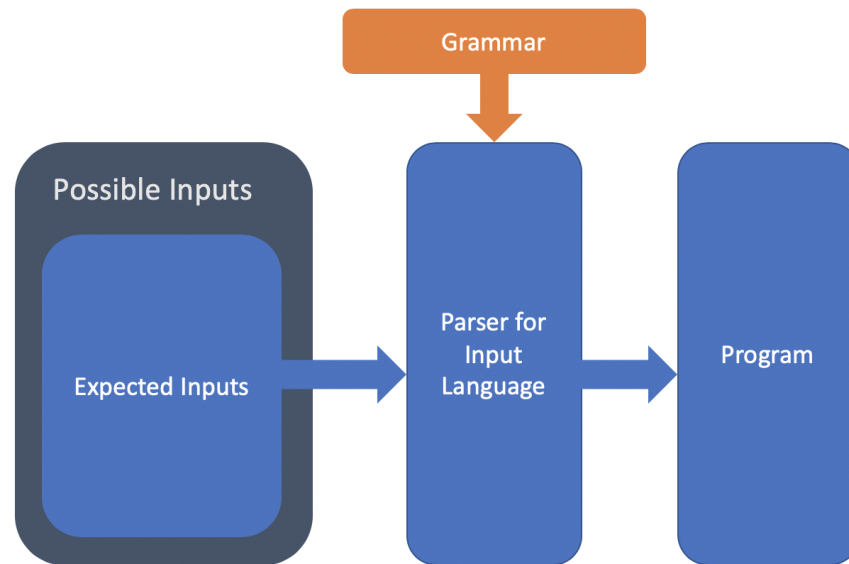 Grammar
Possible Inputs
Expected Inputs
Parser for
Input
Language
Program